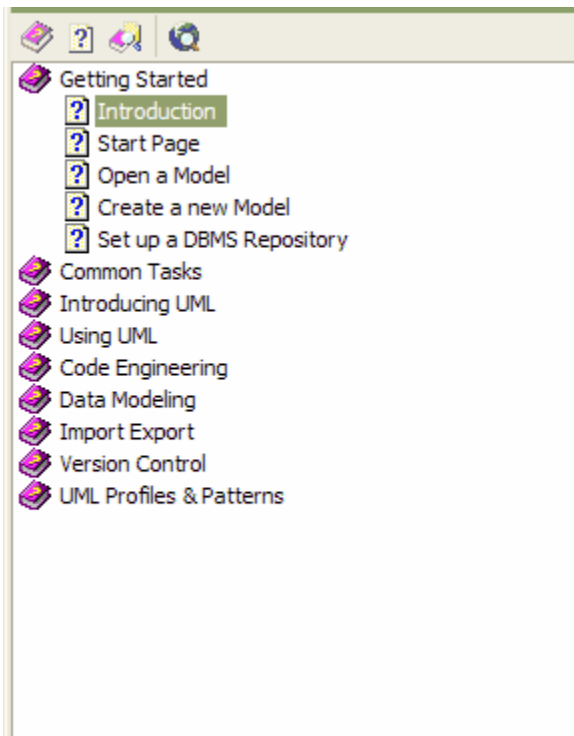 Getting Started
Introduction
Start Page
Open a Model
Create a new Model
Set up a DBMS Repository
Common Tasks
Introducing UML
Using UML
Code Engineering
Data Modeling
Import Export
Version Control
UML Profiles & Patterns